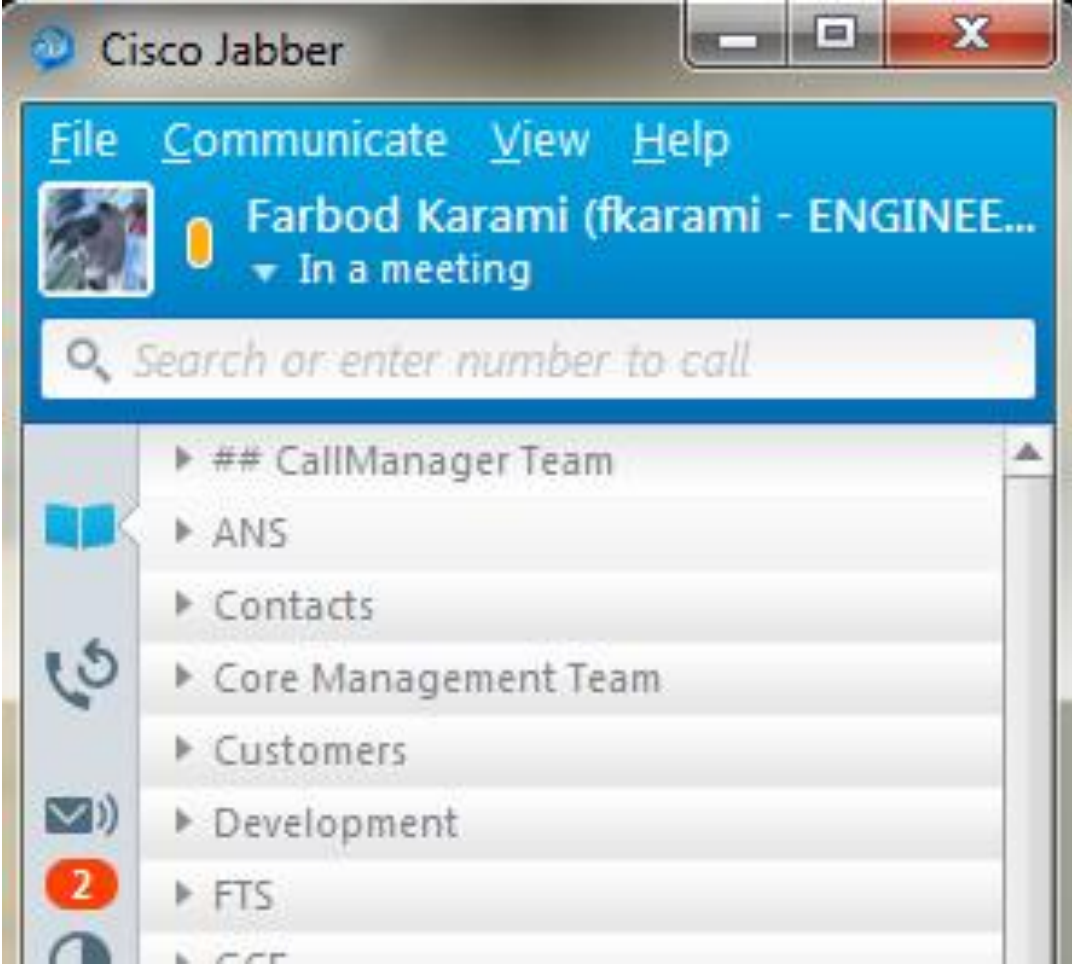 Cisco Jabber
File Communicate View Help
Farbod Karami (fkarami - ENGINEE...
In a meeting
Search or enter number to call
## CallManager Team
ANS
Contacts
Core Management Team
Customers
Development
2
FTS